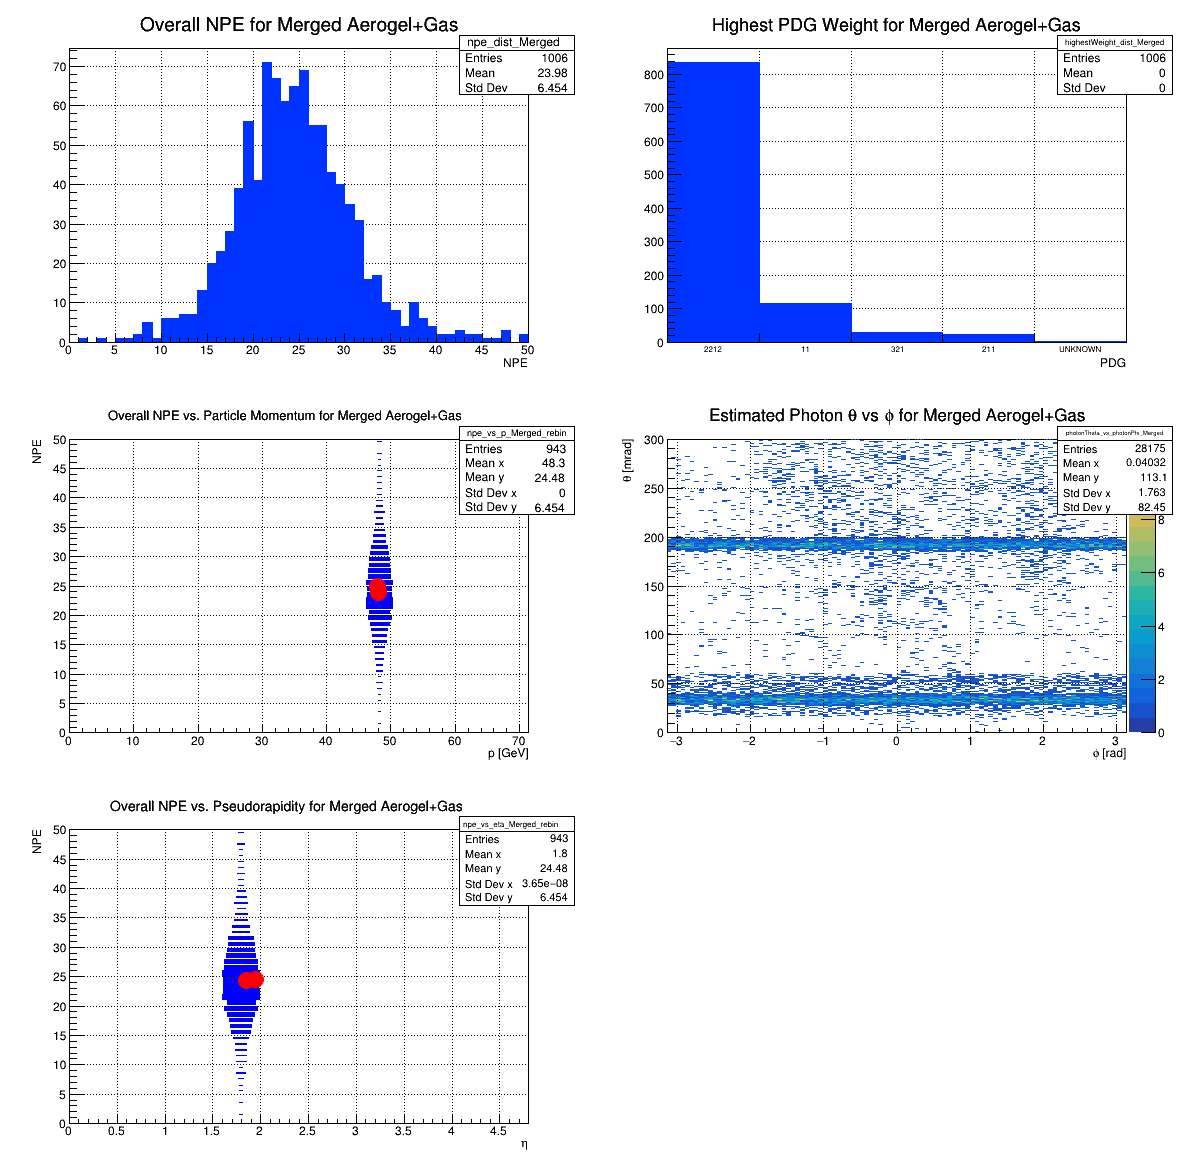 Overall NPE for Merged Aerogel+Gas
npe_dist_Merged
Entries 1006
Mean 23.98
Std Dev 6.454
70
60
50
40
30
20
10
0
0 5 10 15 20 25 30 35 40 45 50
NPE
Highest PDG Weight for Merged Aerogel+Gas
highestWeight_dist_Merged
Entries 1006
Mean 0
Std Dev 0
800
700
600
500
400
300
200
100
0
2212 11 321 211 UNKNOWN
PDG
Overall NPE vs. Particle Momentum for Merged Aerogel+Gas
npe_vs_p_Merged_rebin
Entries 943
Mean x 48.3
Mean y 24.48
Std Dev x 0
Std Dev y 6.454
NPE
50
45
40
35
30
25
20
15
10
5
0
0 10 20 30 40 50 60 70
p [GeV]
Estimated Photon θ vs ϕ for Merged Aerogel+Gas
photonTheta_vs_photonPhi_Merged
Entries 28175
Mean x 0.04032
Mean y 113.1
Std Dev x 1.763
Std Dev y 82.45
θ [mrad]
300
250
200
150
100
50
0
−3 −2 −1 0 1 2 3
ϕ [rad]
8
6
4
2
0
Overall NPE vs. Pseudorapidity for Merged Aerogel+Gas
npe_vs_eta_Merged_rebin
Entries 943
Mean x 1.8
Mean y 24.48
Std Dev x 3.65e−08
Std Dev y 6.454
NPE
50
45
40
35
30
25
20
15
10
5
0
0 0.5 1 1.5 2 2.5 3 3.5 4 4.5
η